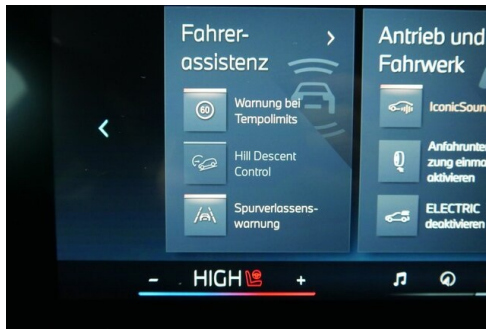 Fahrer-
assistenz
60
Warnung bei
Tempolimits
Hill Descent
Control
Spurverlassens-
warnung
Antrieb und
Fahrwerk
IconicSoun
Anfahrunte
zung einma
aktivieren
ELECTRIC
deaktivieren
- HIGH +